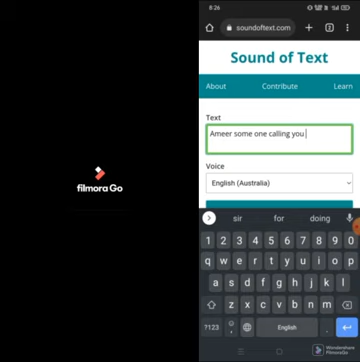 filmora Go
8:26
soundoftext.com
3
Sound of Text
About Contribute Learn
Text
Ameer some one calling you
Voice
English (Australia)
sir for doing
1 2 3 4 5 6 7 8 9 0
q w e r t y u i o p
a s d f g h j k l
z x c v b n m
?123 , English .
Wondershare
FilmoraGo